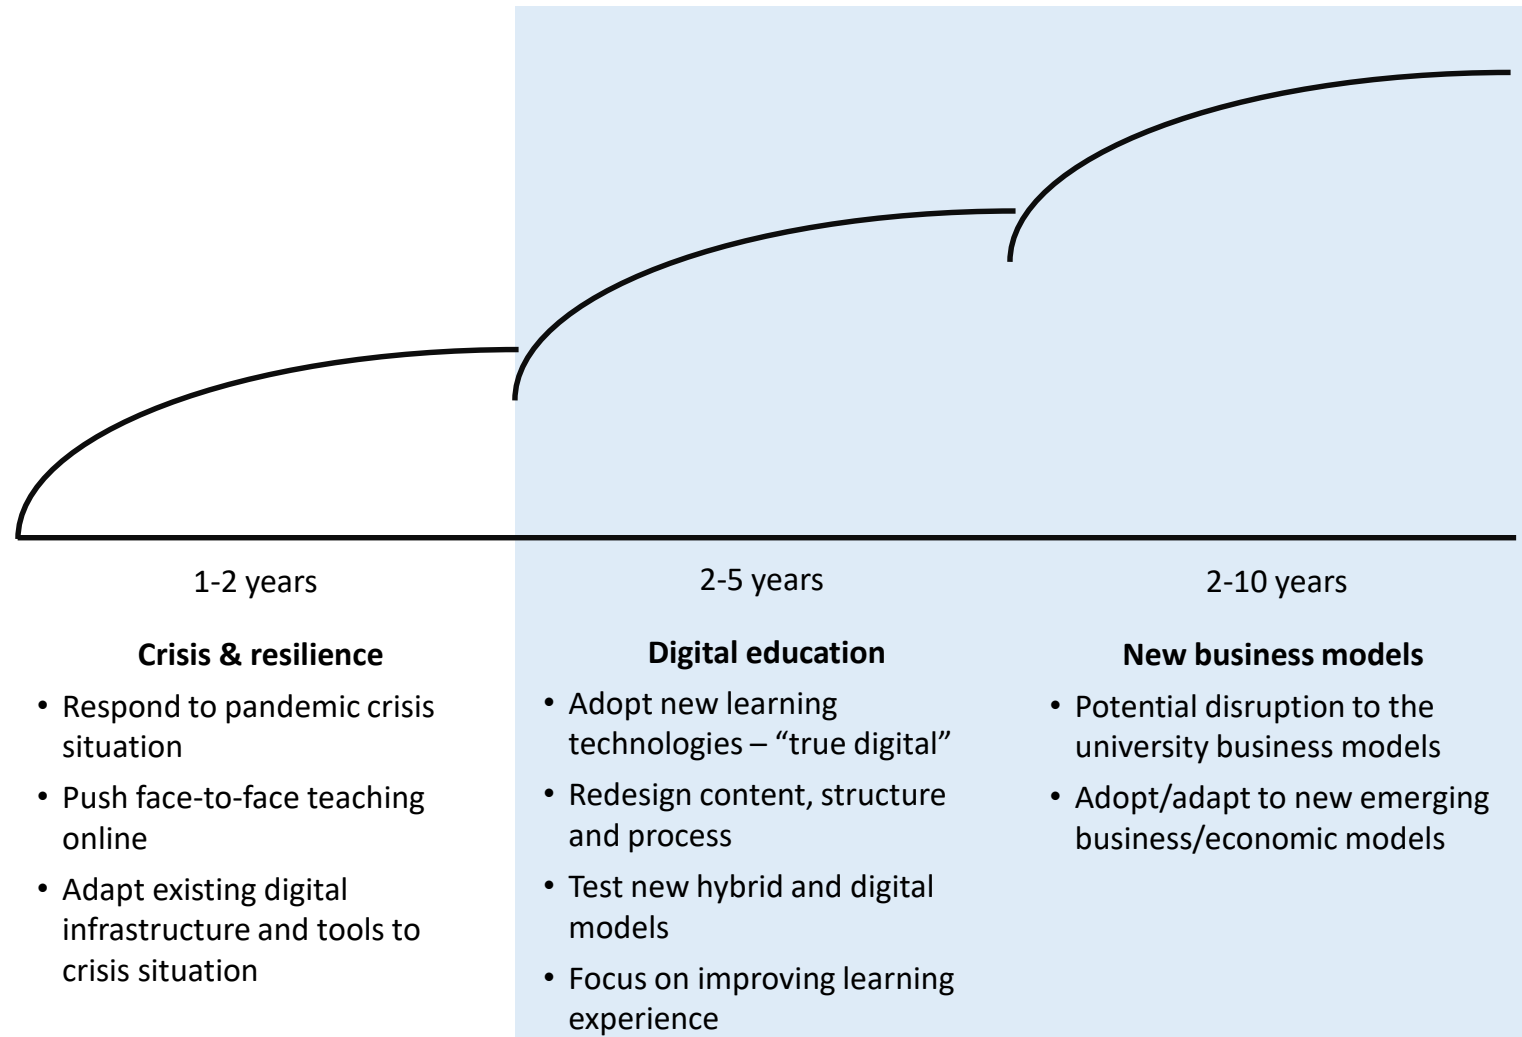 1-2 years
Crisis & resilience
• Respond to pandemic crisis
situation
• Push face-to-face teaching
online
• Adapt existing digital
infrastructure and tools to
crisis situation
2-5 years
Digital education
• Adopt new learning
technologies – “true digital”
• Redesign content, structure
and process
• Test new hybrid and digital
models
• Focus on improving learning
experience
2-10 years
New business models
• Potential disruption to the
university business models
• Adopt/adapt to new emerging
business/economic models